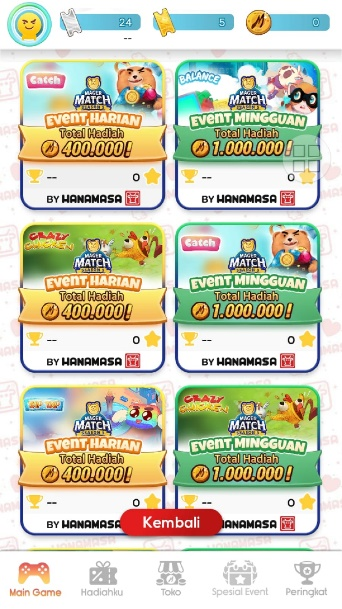 24
5
0
--
Catch
MAGER
MATCH
EVENT HARIAN
Total Hadiah
400.000!
--
0
BY HANAMASA
BALANCE
MAGER
MATCH
EVENT MINGGUAN
Total Hadiah
1.000.000!
--
0
BY HANAMASA
CRAZY
CHICKEN
MAGER
MATCH
EVENT HARIAN
Total Hadiah
400.000!
--
0
BY HANAMASA
Catch
MAGER
MATCH
EVENT MINGGUAN
Total Hadiah
1.000.000!
--
0
BY HANAMASA
MAGER
MATCH
EVENT HARIAN
Total Hadiah
400.000!
--
0
BY HANAMASA
CRAZY
CHICKEN
MAGER
MATCH
EVENT MINGGUAN
Total Hadiah
1.000.000!
--
0
BY HANAMASA
Kembali
Main Game
Hadiahku
Toko
Spesial Event
Peringkat